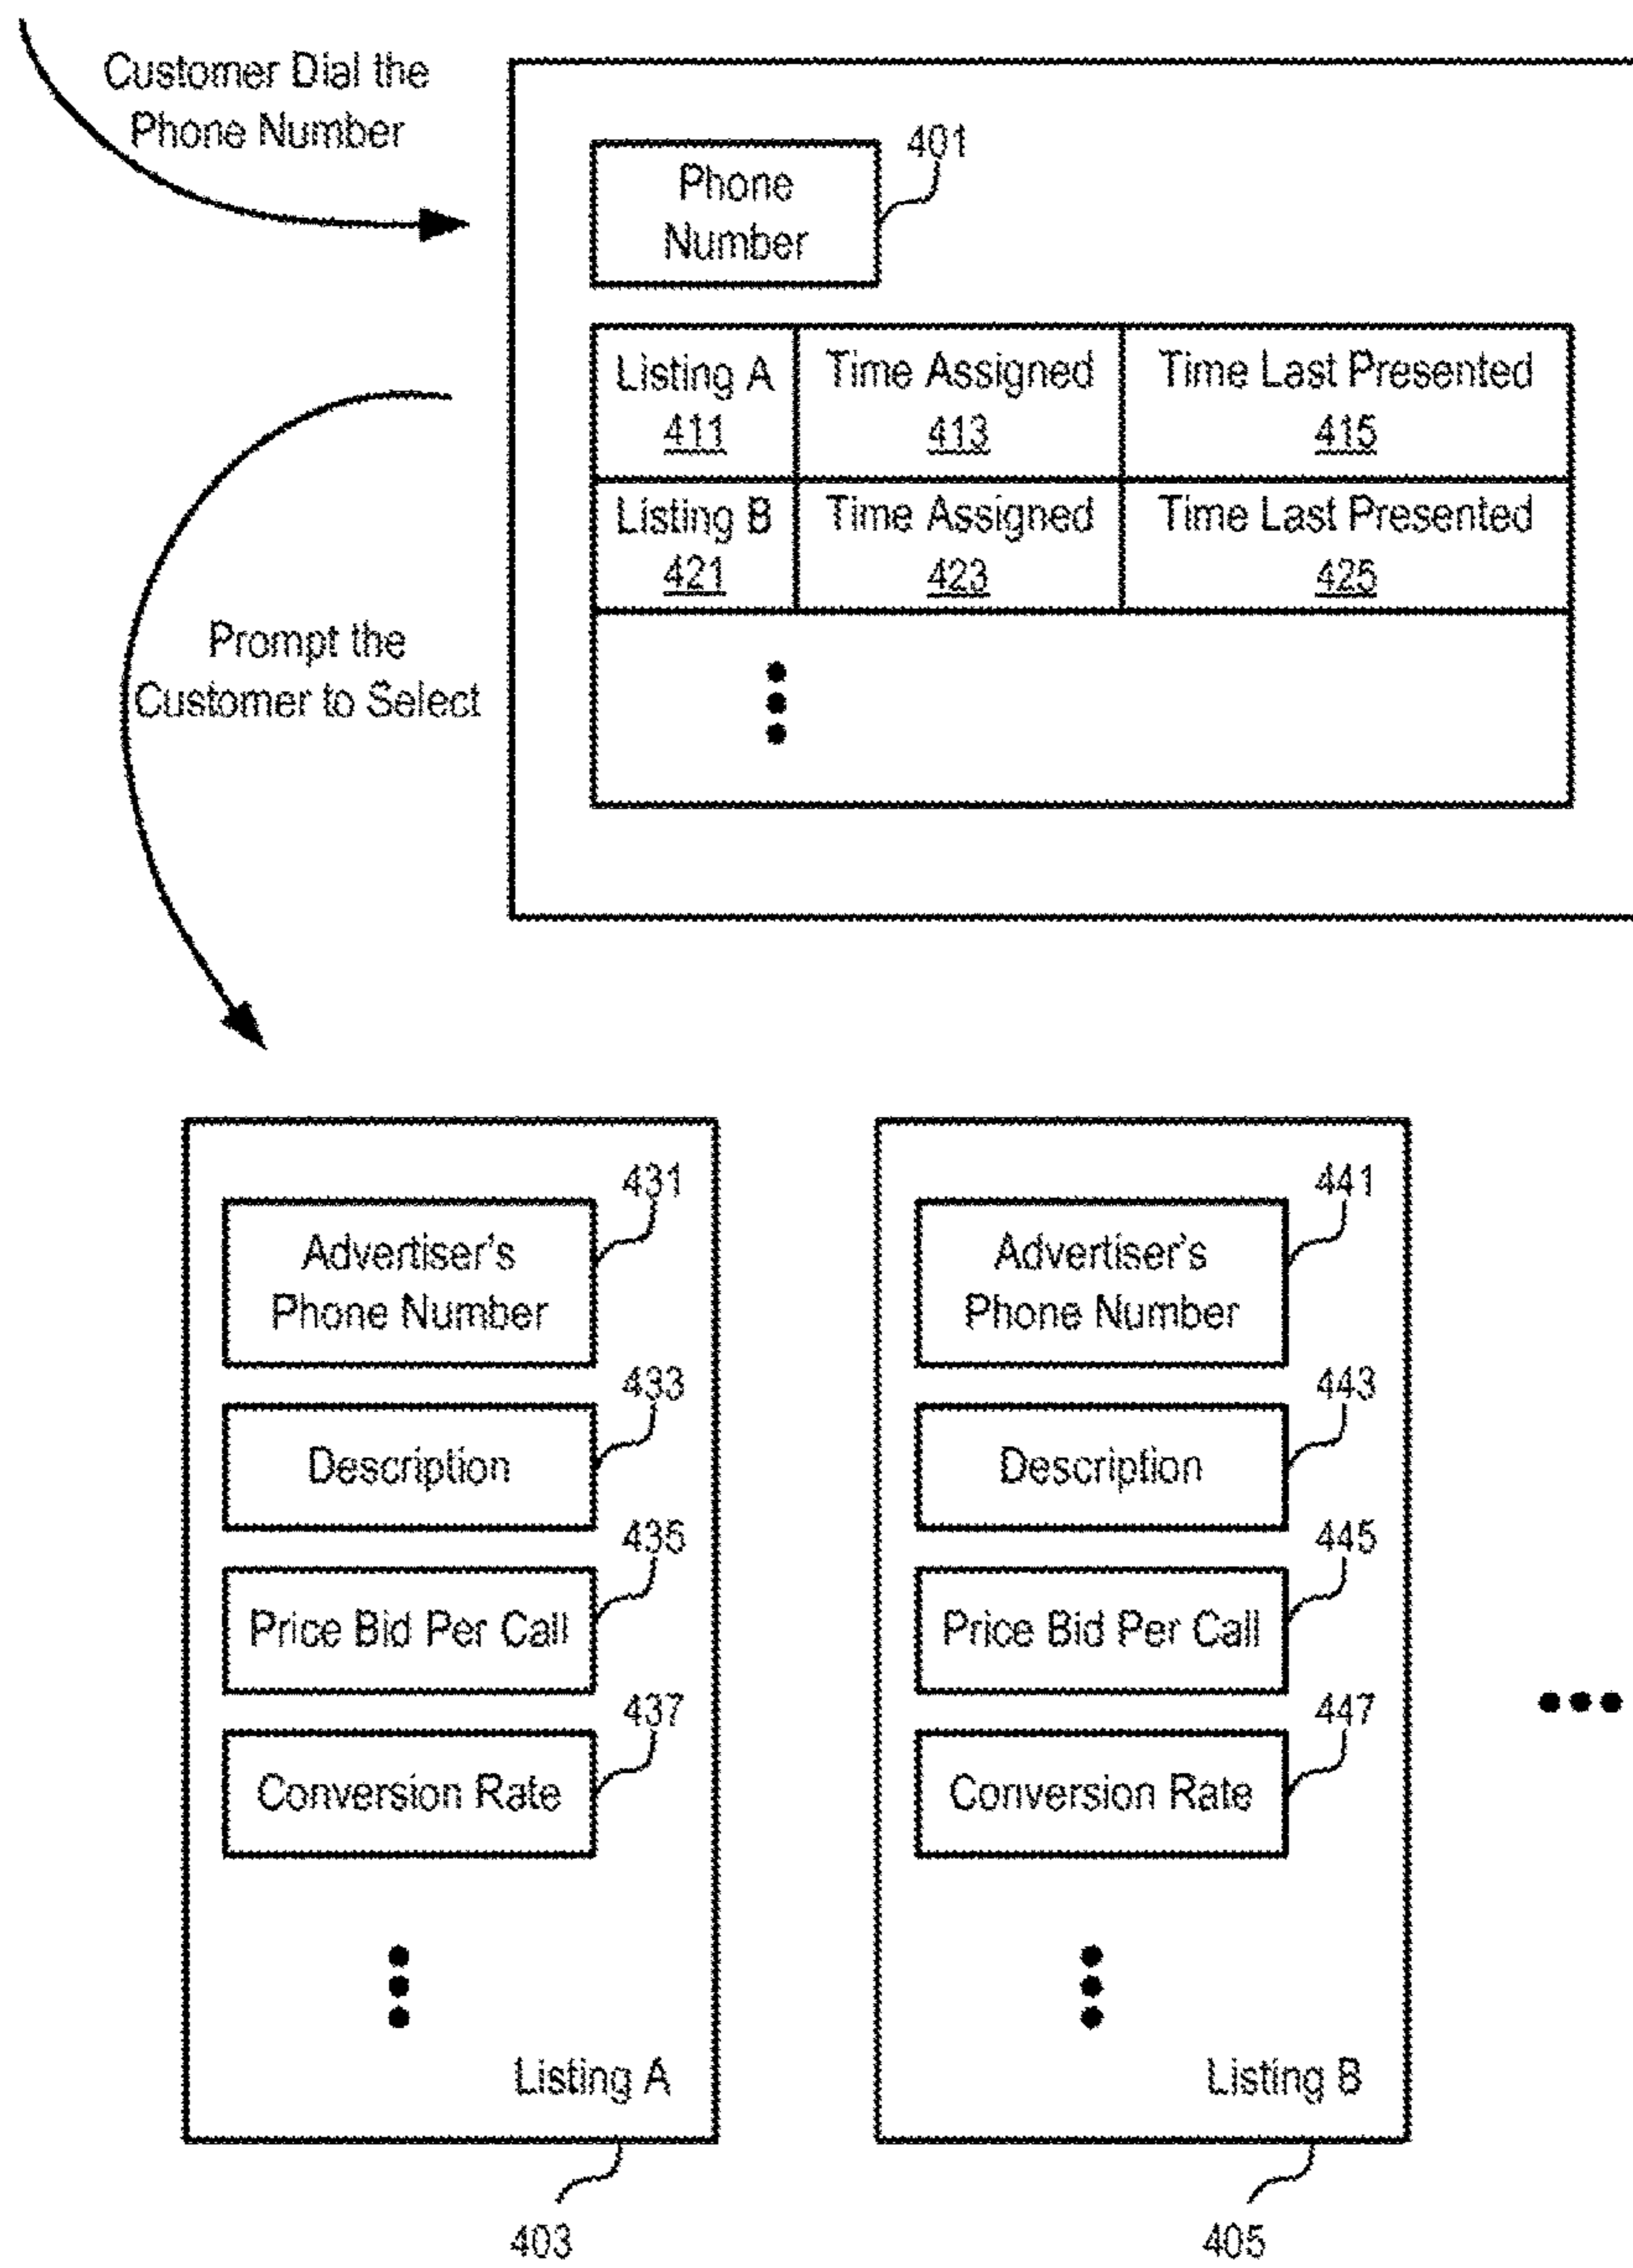 Customer Dial the
Phone Number
401
Phone
Number
Listing A Time Assigned Time Last Presented
411 413 415
Listing B Time Assigned Time Last Presented
421 423 425
Prompt the
Customer to Select
431
Advertiser's
Phone Number
433
Description
435
Price Bid Per Call
437
Conversion Rate
Listing A
403
441
Advertiser's
Phone Number
443
Description
445
Price Bid Per Call
447
Conversion Rate
Listing B
405